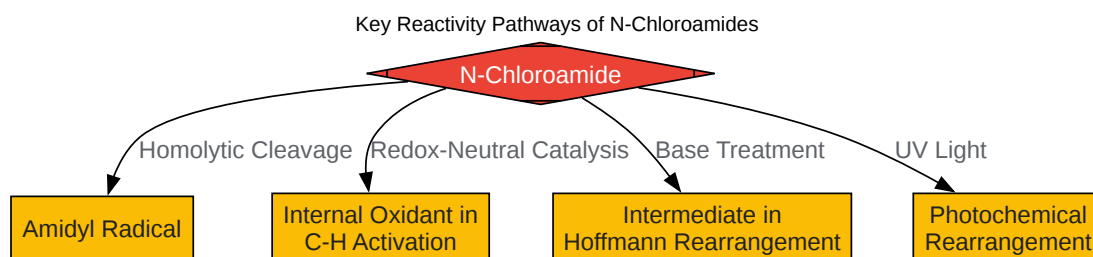 Key Reactivity Pathways of N-Chloroamides
N-Chloroamide
Homolytic Cleavage
Redox-Neutral Catalysis
Base Treatment
UV Light
Amidyl Radical
Internal Oxidant in
C-H Activation
Intermediate in
Hoffmann Rearrangement
Photochemical
Rearrangement